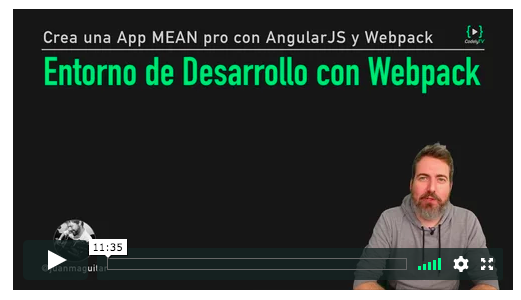 Crea una App MEAN pro con AngularJS y Webpack
CodelyTV
Entorno de Desarrollo con Webpack
11:35
@juanmaguitar